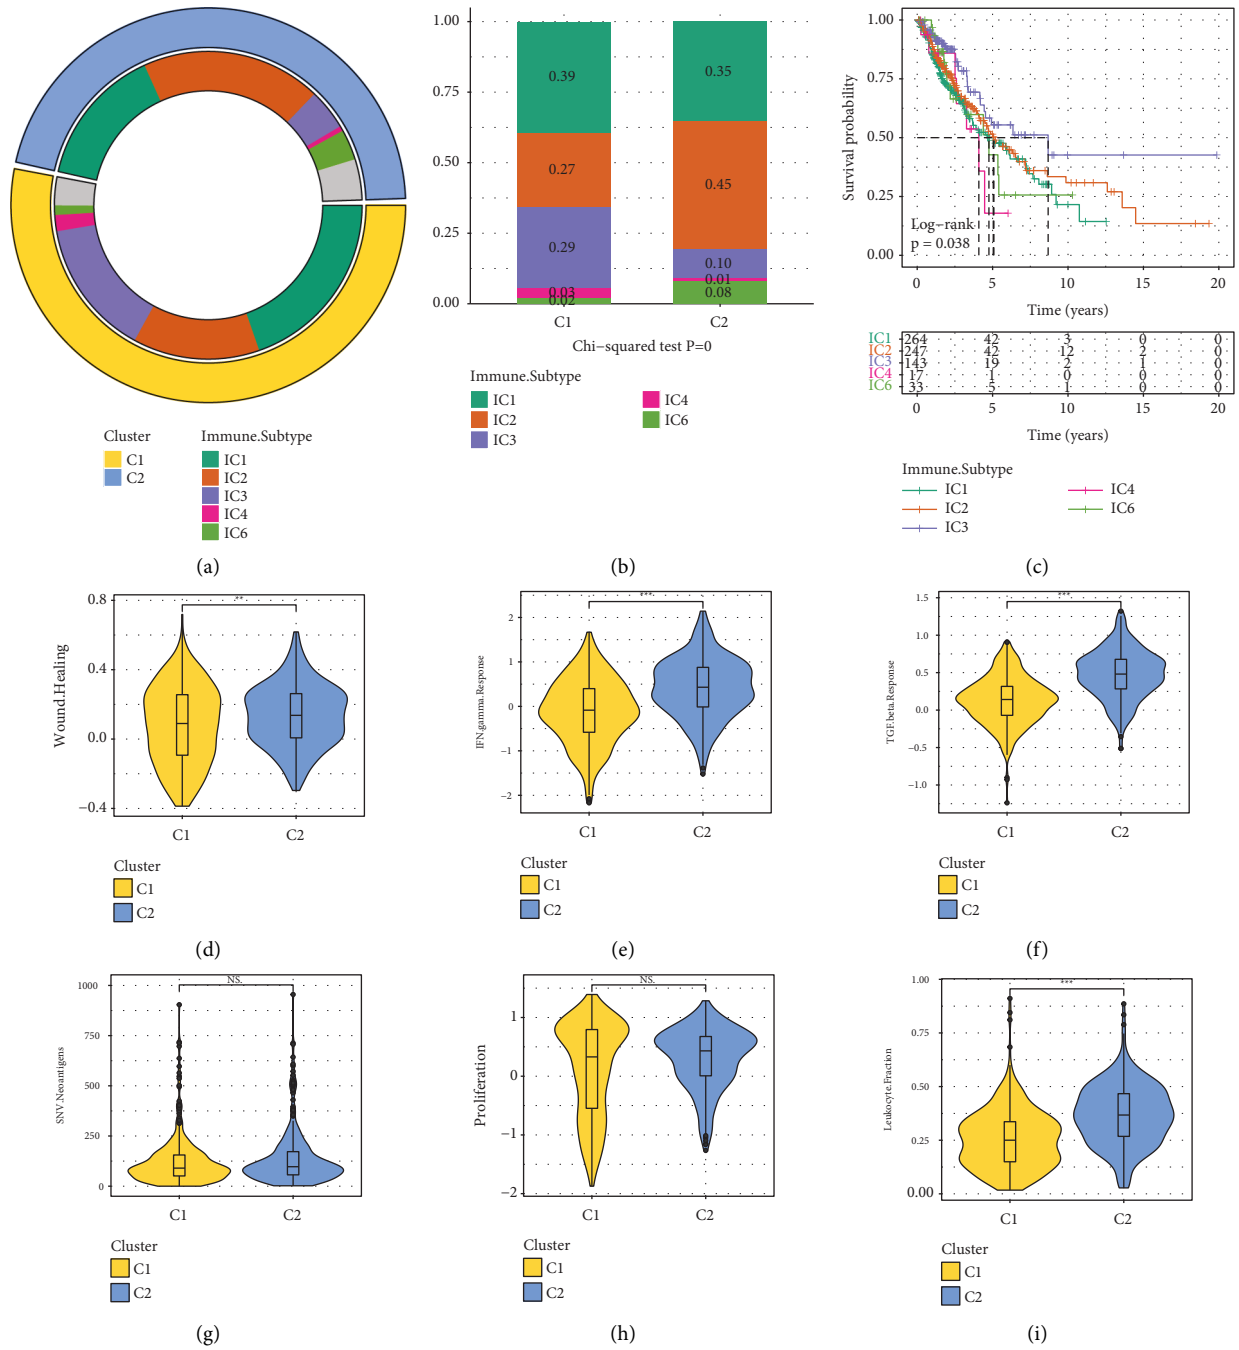 Cluster
C1
C2
Immune.Subtype
IC1
IC2
IC3
IC4
IC6
(a)
1.00
0.75
0.50
0.25
0.00
0.39
0.27
0.29
0.03
0.02
0.35
0.45
0.10
0.01
0.08
C1 C2
Chi−squared test P=0
Immune.Subtype
IC1
IC2
IC3
IC4
IC6
(b)
Survival probability
1.00
0.75
0.50
0.25
0.00
Log−rank
p = 0.038
0 5 10 15 20
Time (years)
IC1 264 42 3 0 0
IC2 247 42 12 2 0
IC3 143 19 2 1 0
IC4 17 1 0 0 0
IC6 33 5 1 0 0
0 5 10 15 20
Time (years)
Immune.Subtype
IC1
IC2
IC3
IC4
IC6
(c)
Wound.Healing
0.8
0.4
0.0
−0.4
**
C1 C2
Cluster
C1
C2
(d)
IFN.gamma.Response
2
1
0
−1
−2
***
C1 C2
Cluster
C1
C2
(e)
TGF.beta.Response
1.5
1.0
0.5
0.0
−0.5
−1.0
***
C1 C2
Cluster
C1
C2
(f)
SNV.Neoantigens
1000
750
500
250
0
NS.
C1 C2
Cluster
C1
C2
(g)
Proliferation
1
0
−1
−2
NS.
C1 C2
Cluster
C1
C2
(h)
Leukocyte.Fraction
1.00
0.75
0.50
0.25
0.00
***
C1 C2
Cluster
C1
C2
(i)